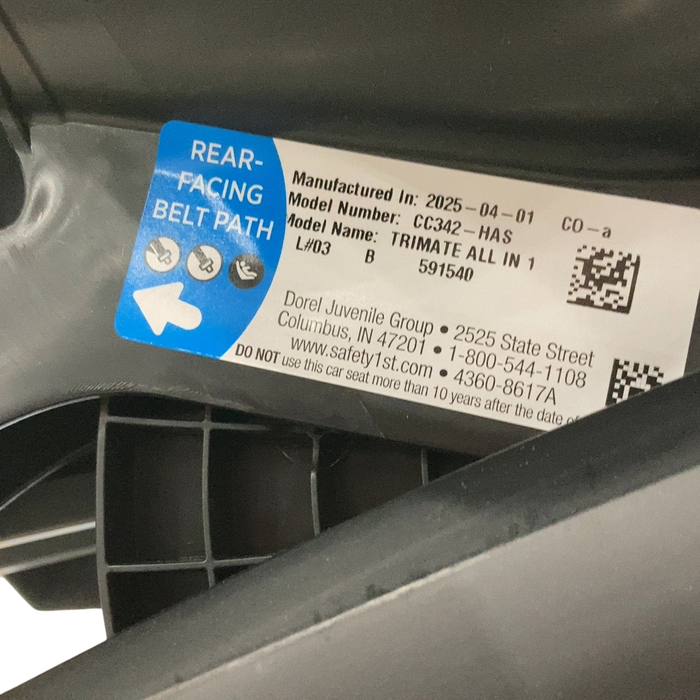 REAR-
FACING
BELT PATH
Manufactured In: 2025-04-01 CO-a
Model Number: CC342-HAS
Model Name: TRIMATE ALL IN 1
L#03 B 591540
Dorel Juvenile Group • 2525 State Street
Columbus, IN 47201 • 1-800-544-1108
www.safety1st.com • 4360-8617A
DO NOT use this car seat more than 10 years after the date of